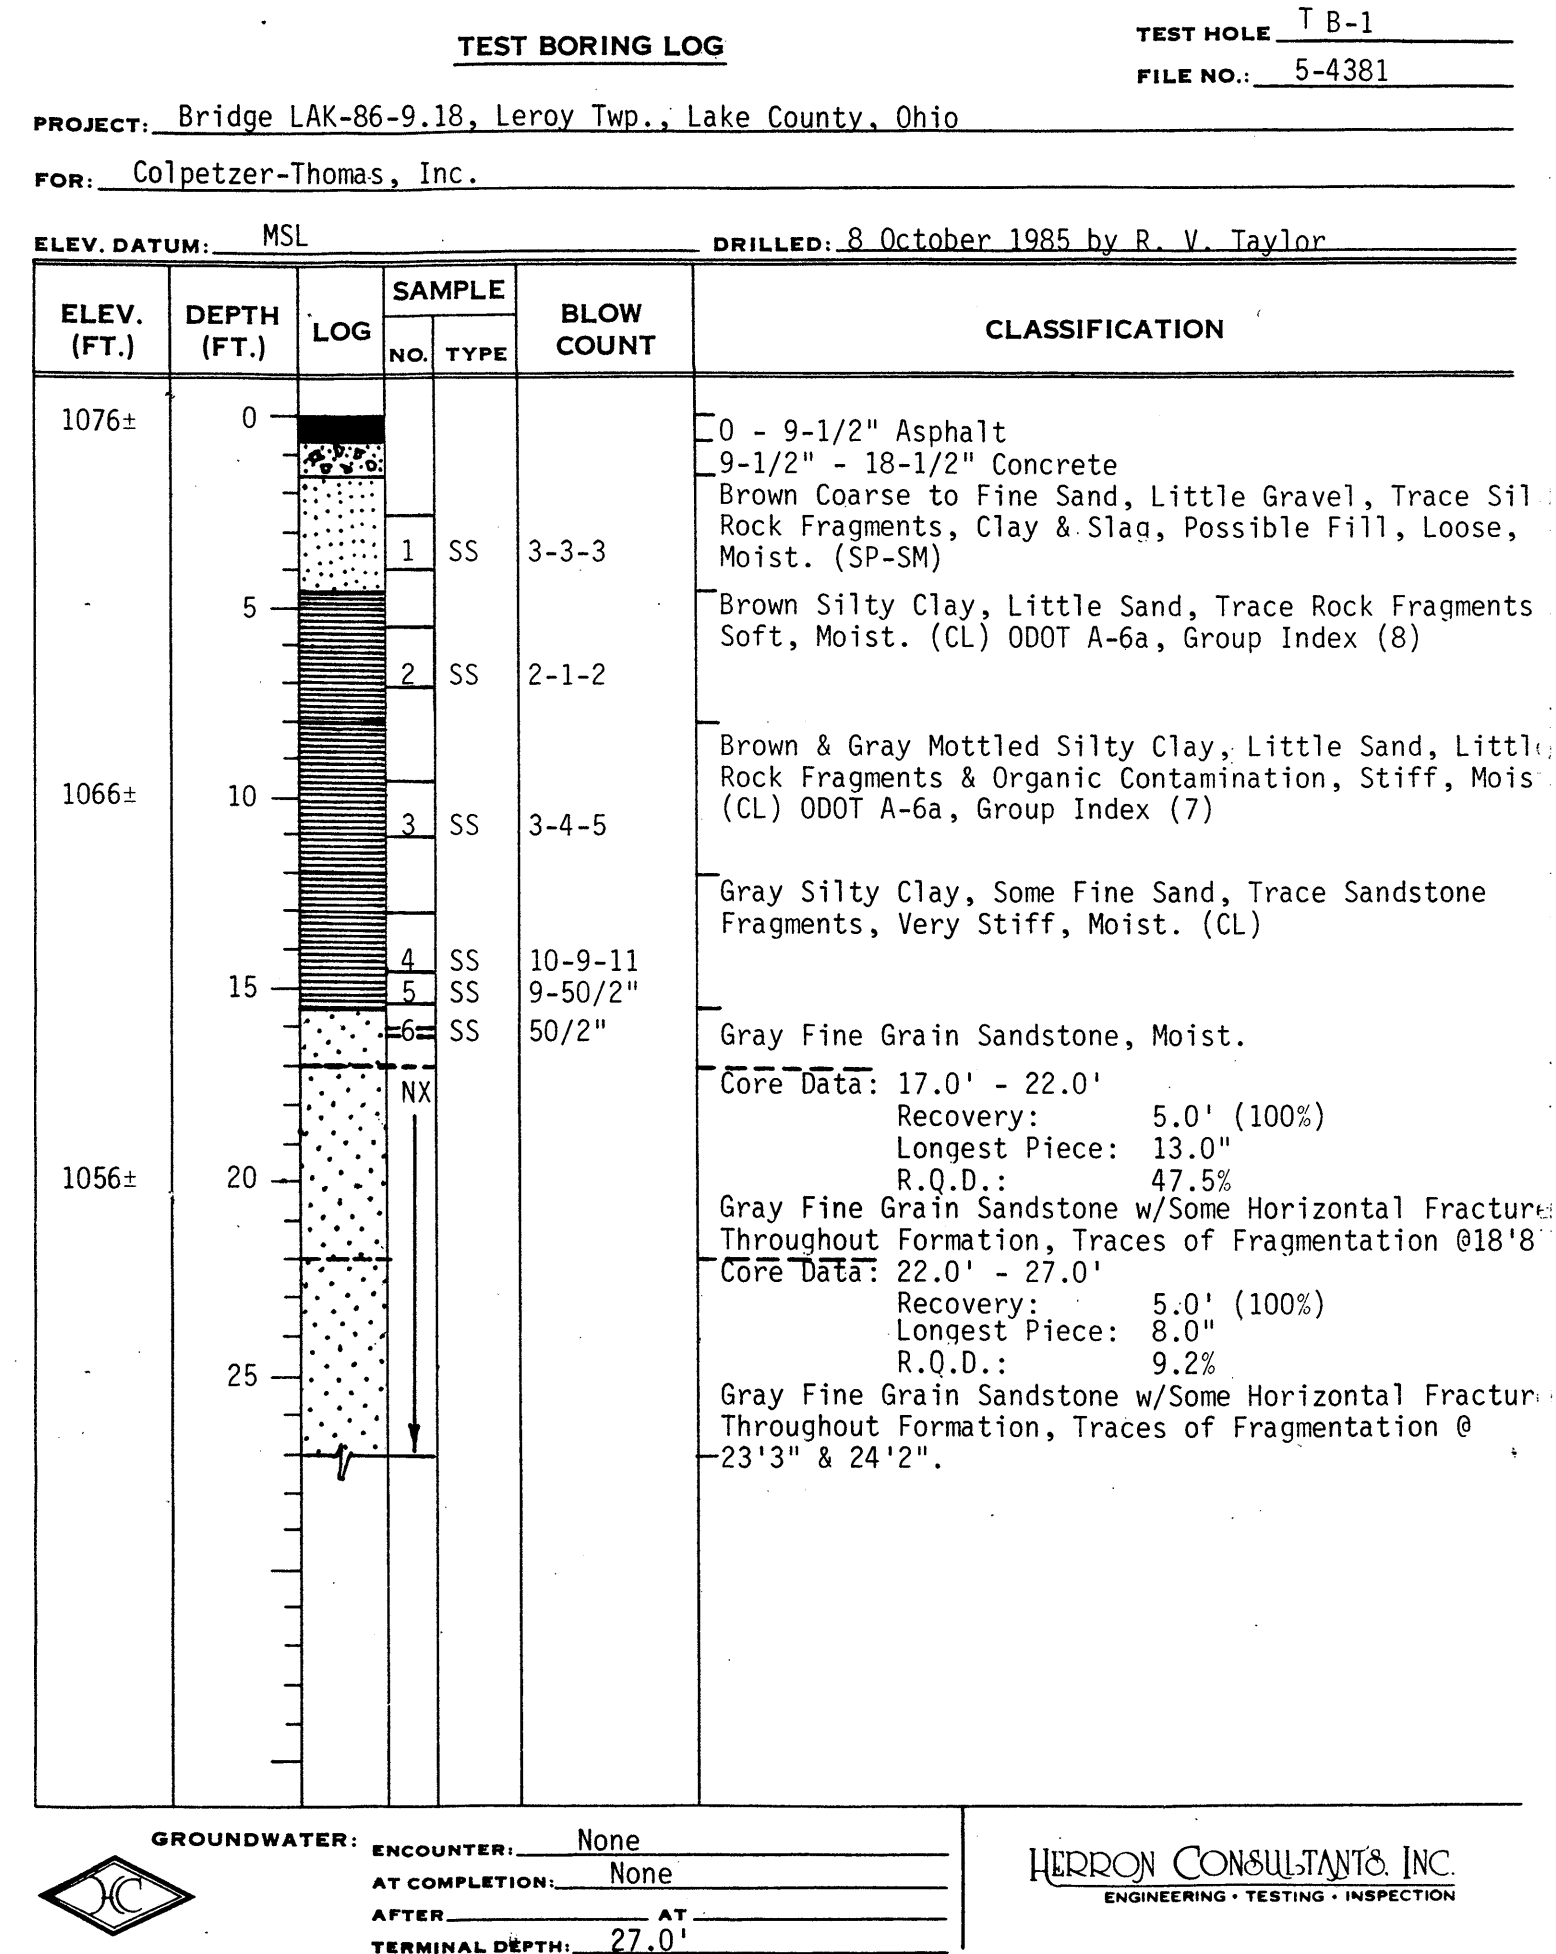 TEST BORING LOG
TEST HOLE T B-1
FILE NO.: 5-4381
PROJECT: Bridge LAK-86-9.18, Leroy Twp., Lake County, Ohio
FOR: Colpetzer-Thomas, Inc.
ELEV. DATUM: MSL
DRILLED: 8 October 1985 by R. V. Taylor
ELEV. (FT.) DEPTH (FT.) LOG SAMPLE NO. TYPE BLOW COUNT CLASSIFICATION
1076± 0
0 - 9-1/2" Asphalt
9-1/2" - 18-1/2" Concrete
Brown Coarse to Fine Sand, Little Gravel, Trace Sil
Rock Fragments, Clay & Slag, Possible Fill, Loose,
1 SS 3-3-3
Moist. (SP-SM)
5
Brown Silty Clay, Little Sand, Trace Rock Fragments
Soft, Moist. (CL) ODOT A-6a, Group Index (8)
2 SS 2-1-2
Brown & Gray Mottled Silty Clay, Little Sand, Littl
Rock Fragments & Organic Contamination, Stiff, Mois
1066± 10
(CL) ODOT A-6a, Group Index (7)
3 SS 3-4-5
Gray Silty Clay, Some Fine Sand, Trace Sandstone
Fragments, Very Stiff, Moist. (CL)
4 SS 10-9-11
15 5 SS 9-50/2"
6 SS 50/2"
Gray Fine Grain Sandstone, Moist.
NX
Core Data: 17.0' - 22.0'
Recovery: 5.0' (100%)
Longest Piece: 13.0"
1056± 20
R.Q.D.: 47.5%
Gray Fine Grain Sandstone w/Some Horizontal Fracture
Throughout Formation, Traces of Fragmentation @18'8
Core Data: 22.0' - 27.0'
Recovery: 5.0' (100%)
Longest Piece: 8.0"
25
R.Q.D.: 9.2%
Gray Fine Grain Sandstone w/Some Horizontal Fractur
Throughout Formation, Traces of Fragmentation @
23'3" & 24'2".
GROUNDWATER: ENCOUNTER: None
AT COMPLETION: None
AFTER AT
TERMINAL DEPTH: 27.0'
HC
HERRON CONSULTANTS. INC.
ENGINEERING • TESTING • INSPECTION